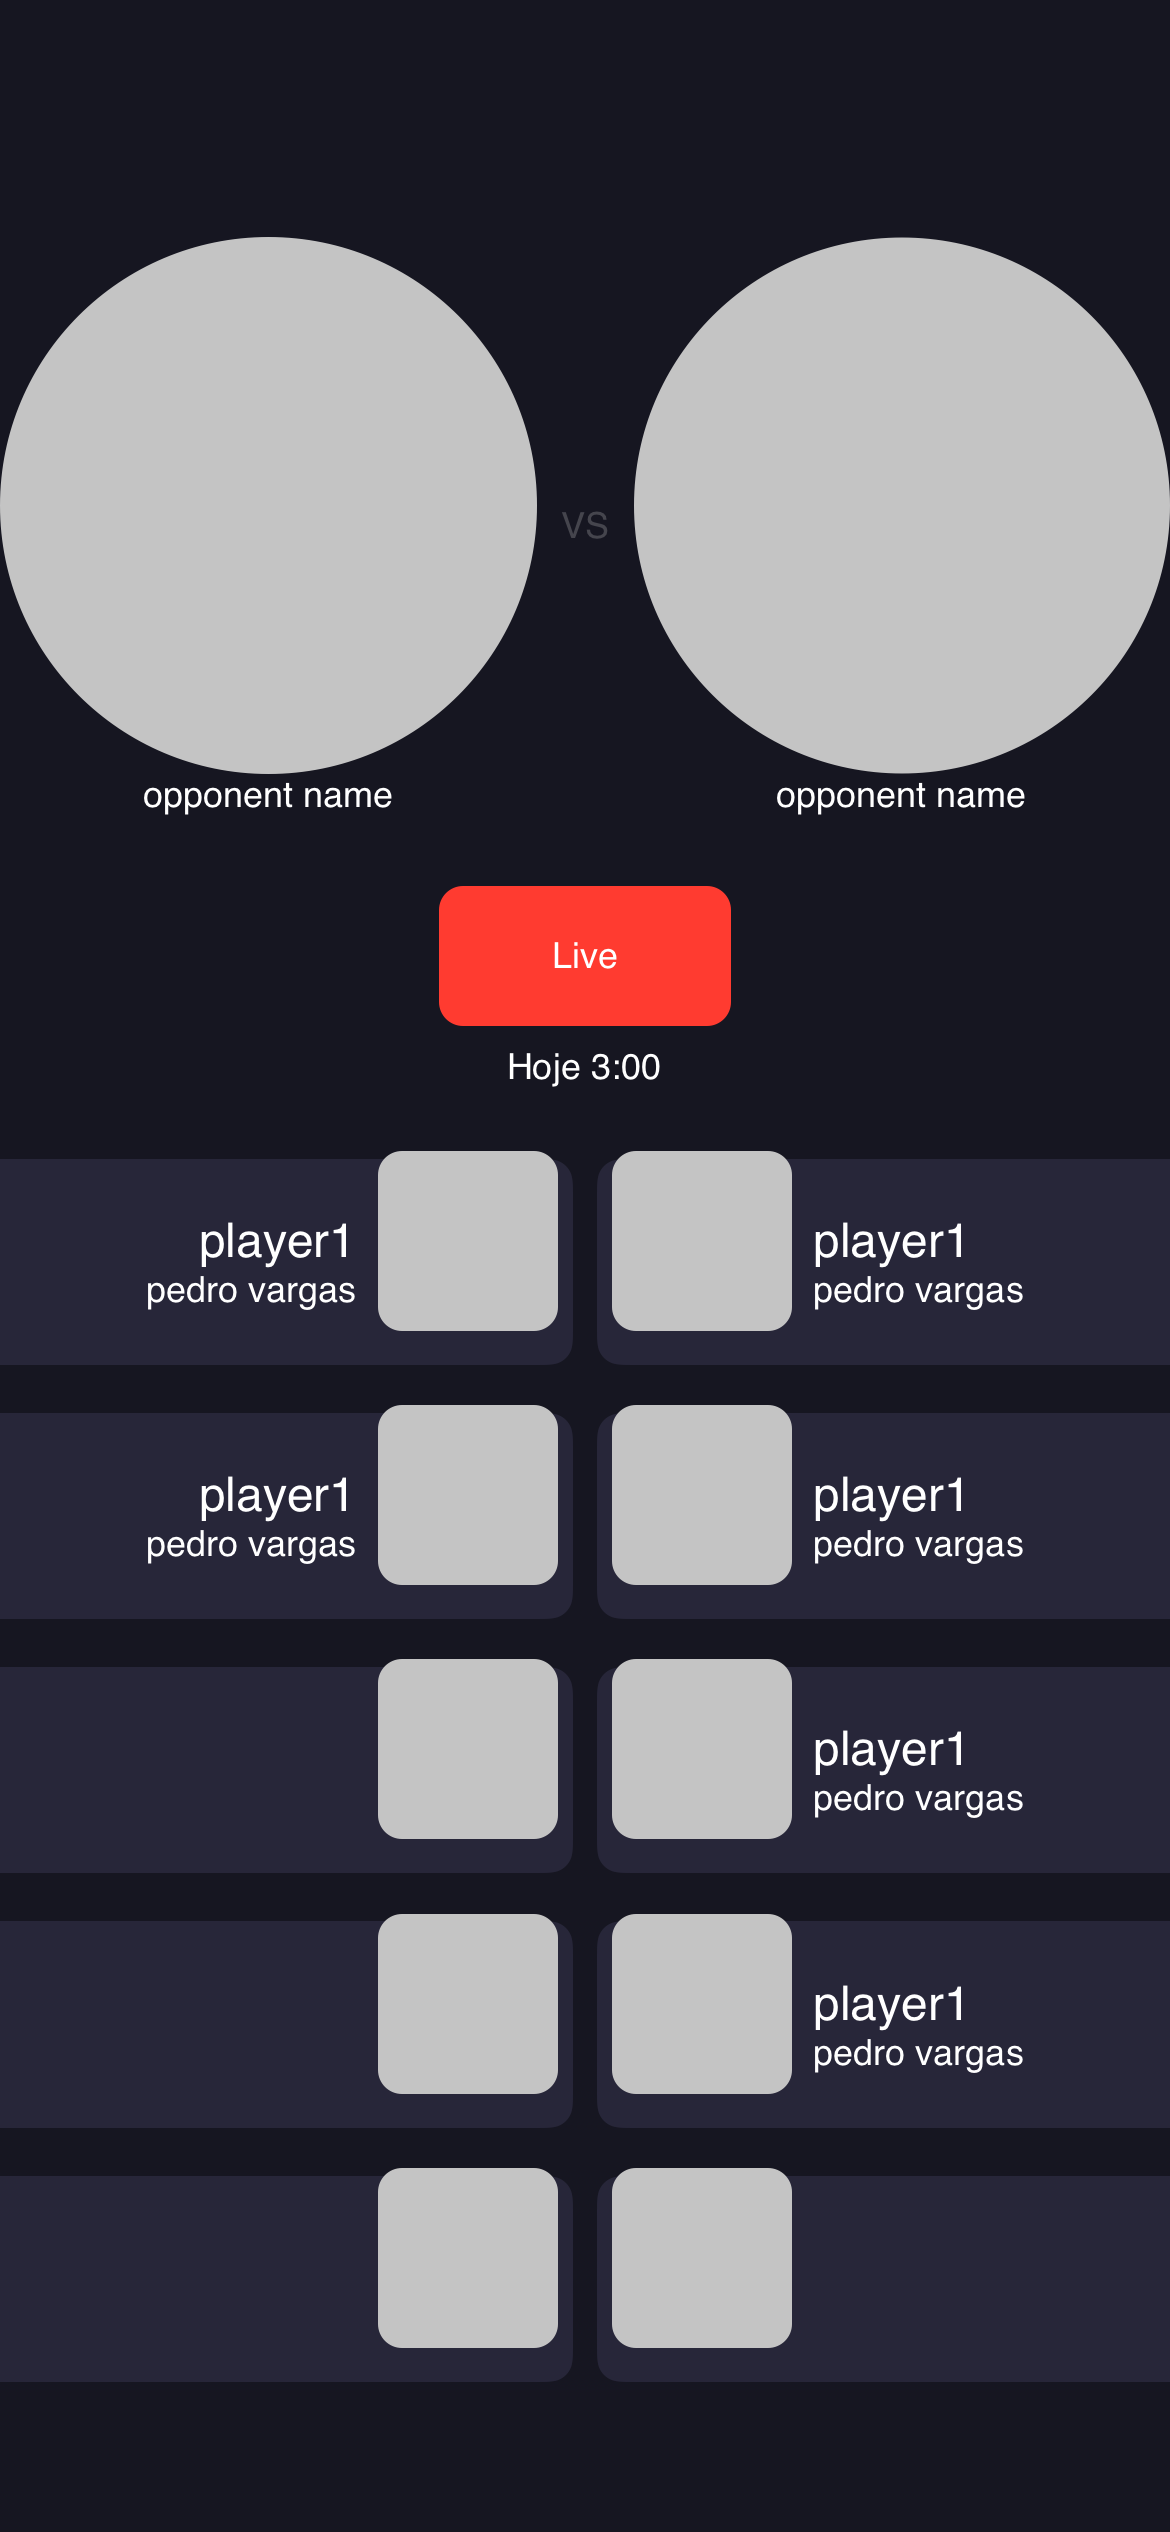 vs
opponent name
opponent name
Live
Hoje 3:00
player1
pedro vargas
player1
pedro vargas
player1
pedro vargas
player1
pedro vargas
player1
pedro vargas
player1
pedro vargas